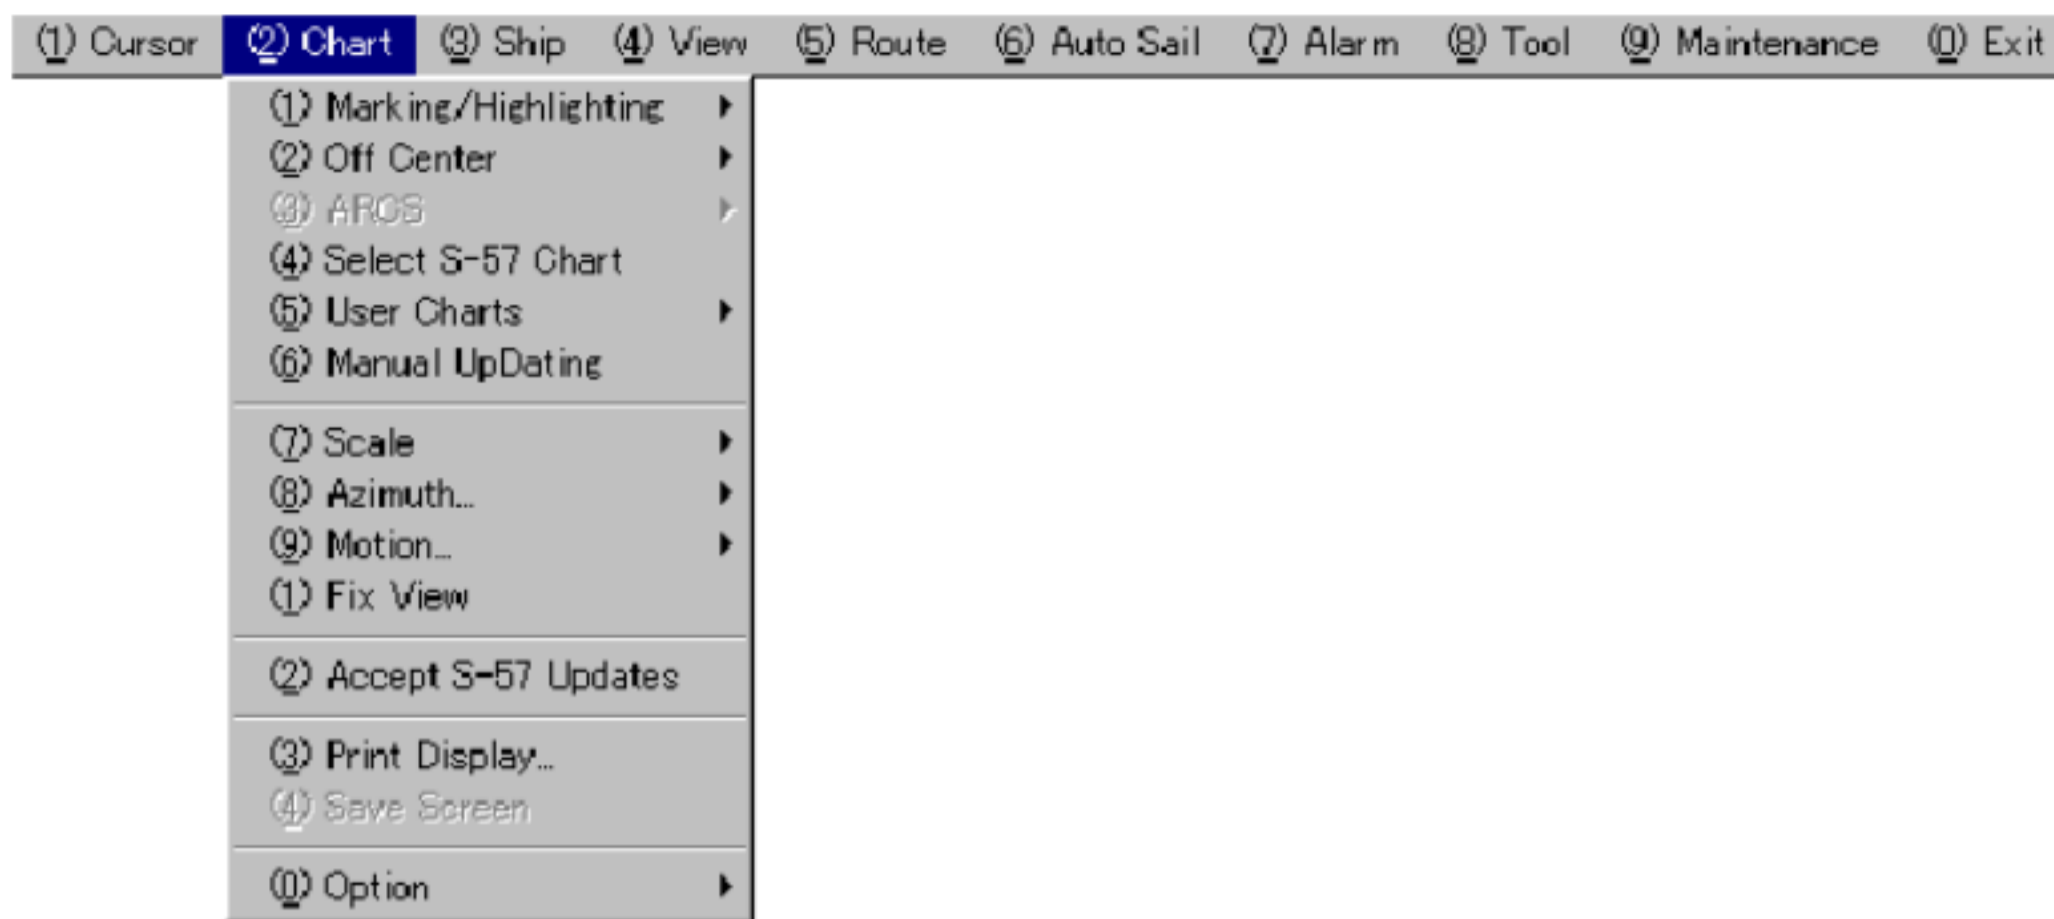 (1) Cursor (2) Chart (3) Ship (4) View (5) Route (6) Auto Sail (7) Alarm (8) Tool (9) Maintenance (0) Exit
(1) Marking/Highlighting
(2) Off Center
(3) ARCS
(4) Select S-57 Chart
(5) User Charts
(6) Manual UpDating
(7) Scale
(8) Azimuth...
(9) Motion...
(1) Fix View
(2) Accept S-57 Updates
(3) Print Display...
(4) Save Screen
(0) Option